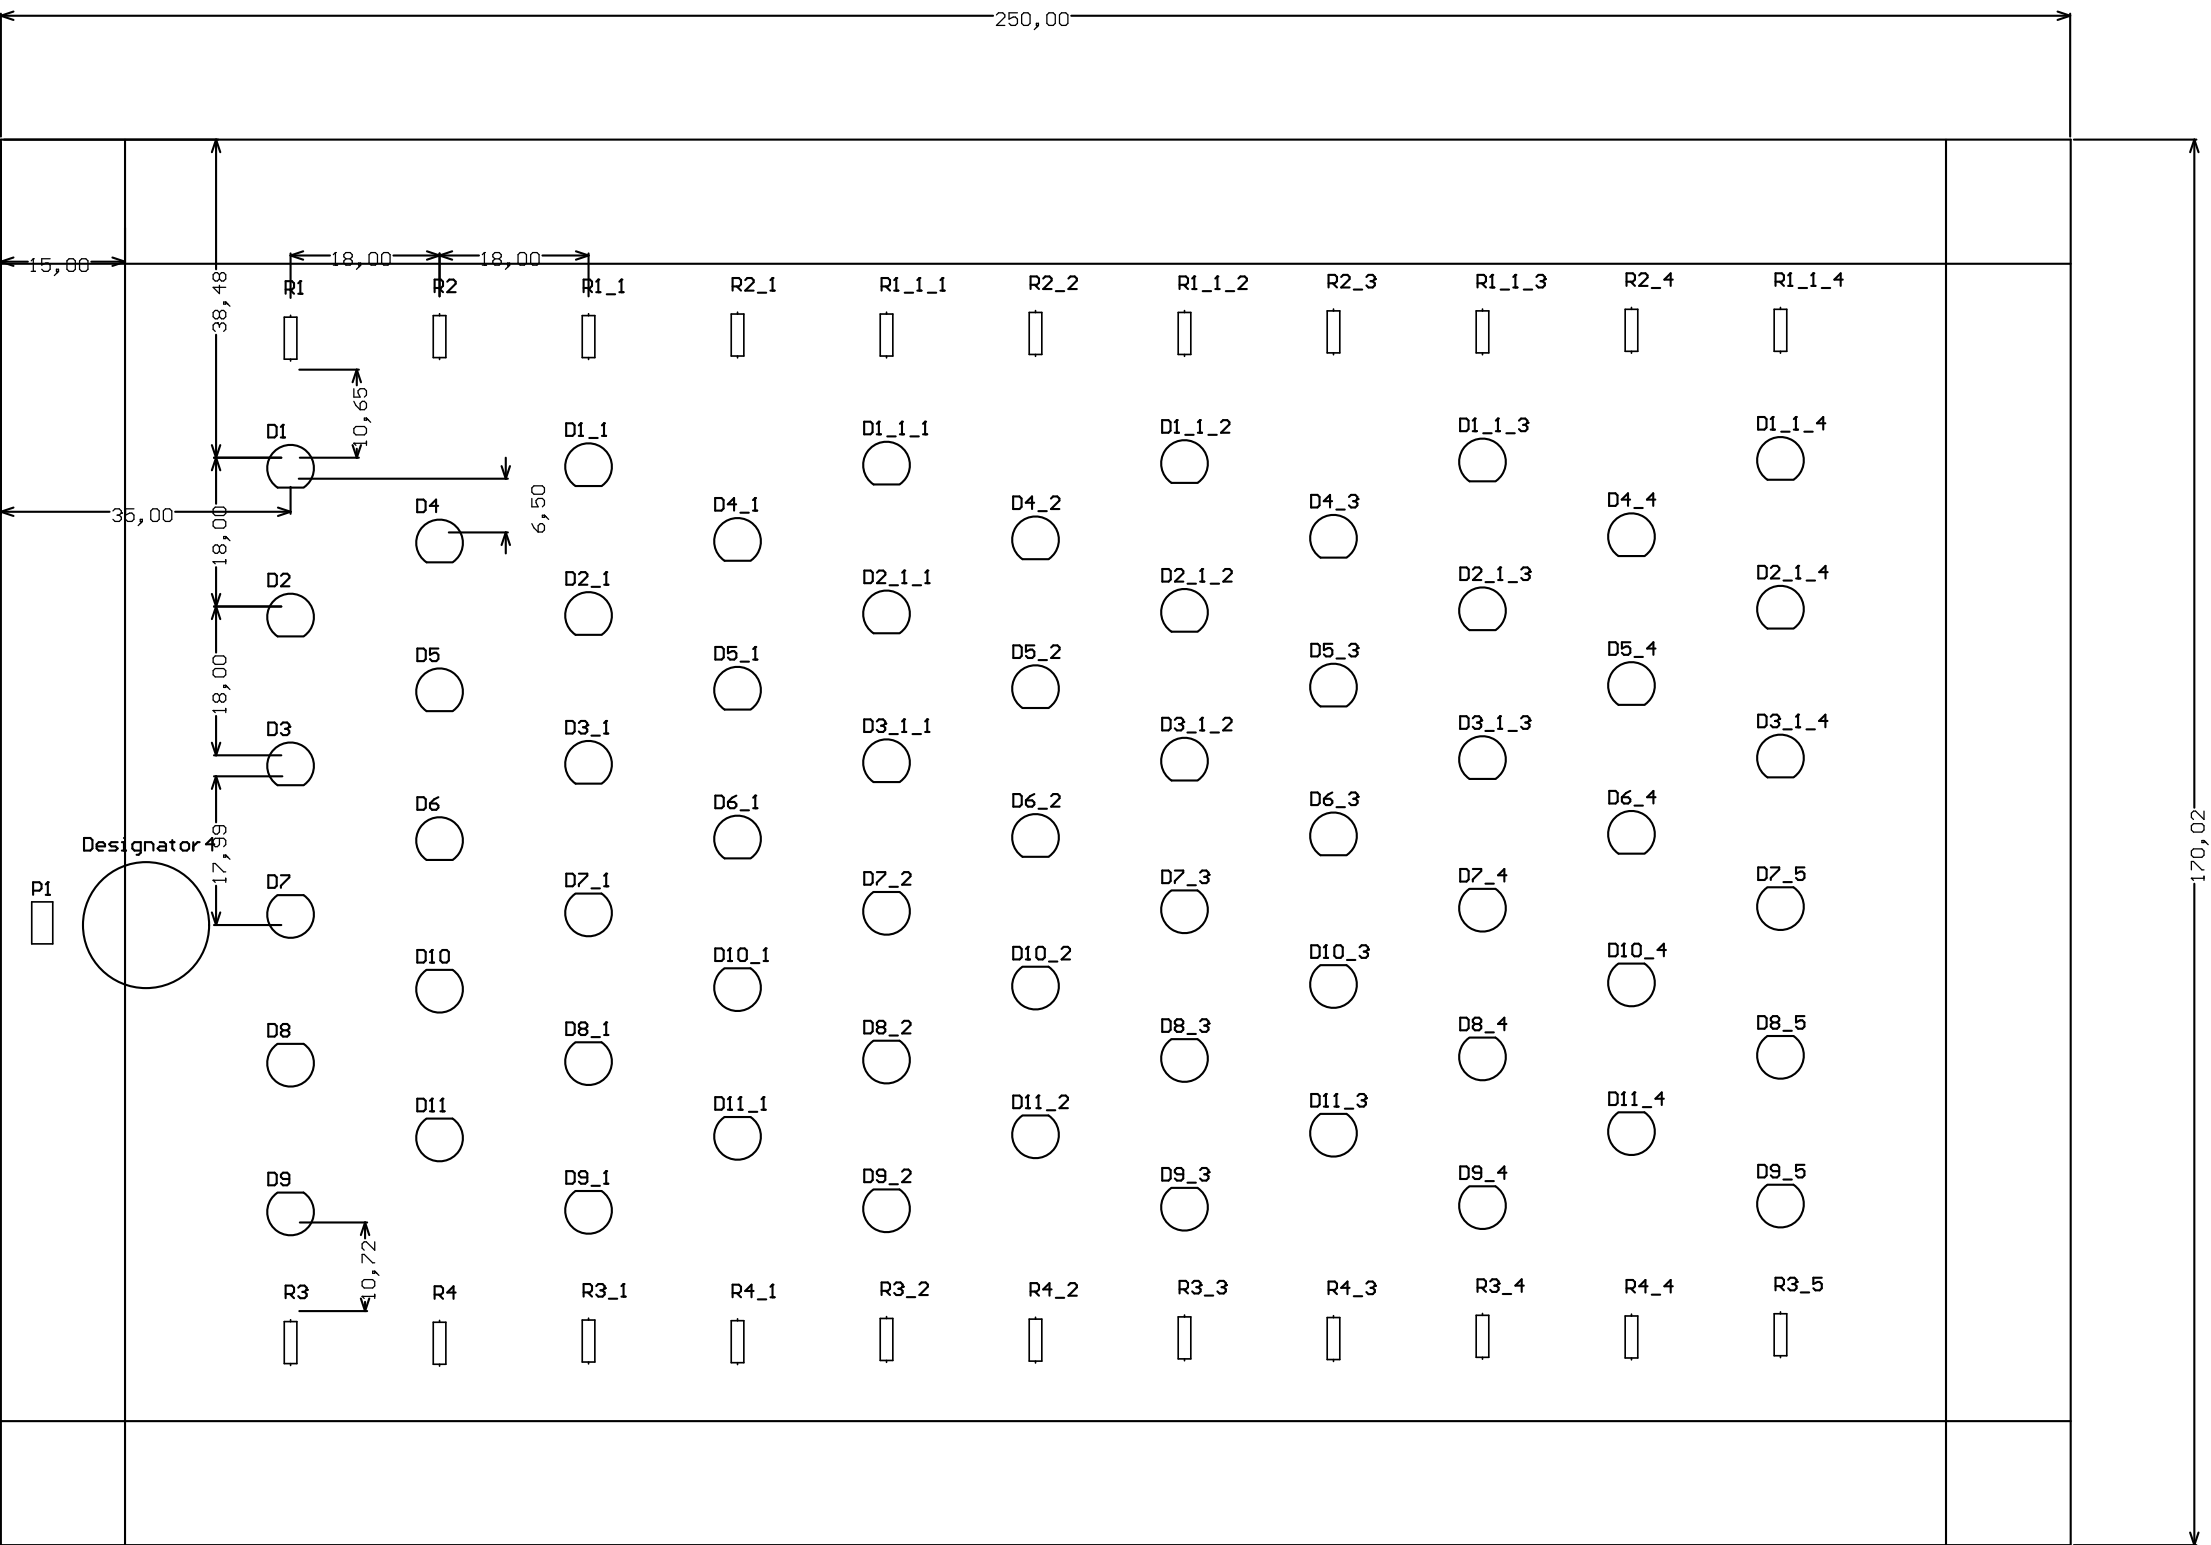 250,00
15,00
18,00
18,00
38,48
R1
R2
R1_1
R2_1
R1_1_1
R2_2
R1_1_2
R2_3
R1_1_3
R2_4
R1_1_4
10,65
D1
D1_1
D1_1_1
D1_1_2
D1_1_3
D1_1_4
35,00
18,00
6,50
D4
D4_1
D4_2
D4_3
D4_4
D2
D2_1
D2_1_1
D2_1_2
D2_1_3
D2_1_4
18,00
D5
D5_1
D5_2
D5_3
D5_4
D3
D3_1
D3_1_1
D3_1_2
D3_1_3
D3_1_4
D6
D6_1
D6_2
D6_3
D6_4
Designator4
17,99
170,02
P1
D7
D7_1
D7_2
D7_3
D7_4
D7_5
D10
D10_1
D10_2
D10_3
D10_4
D8
D8_1
D8_2
D8_3
D8_4
D8_5
D11
D11_1
D11_2
D11_3
D11_4
D9
D9_1
D9_2
D9_3
D9_4
D9_5
10,72
R3
R4
R3_1
R4_1
R3_2
R4_2
R3_3
R4_3
R3_4
R4_4
R3_5